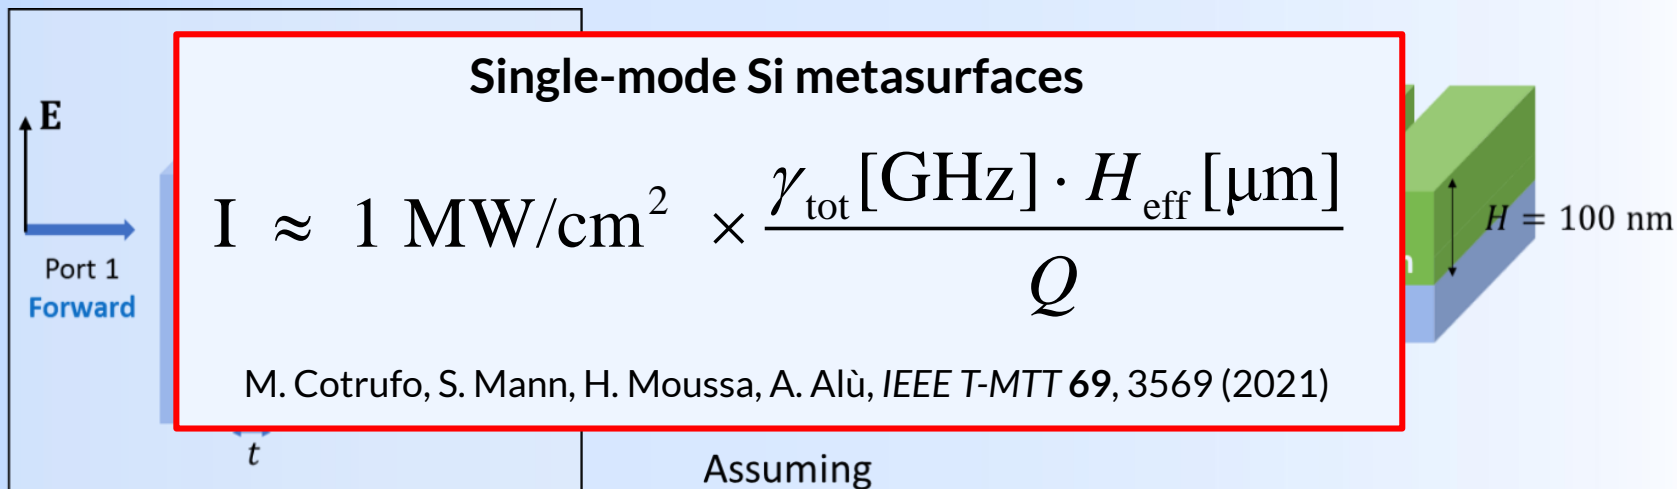 Single-mode Si metasurfaces
E
I ≈ 1 MW/cm² × γ_tot [GHz] · H_eff [μm] / Q
Port 1
Forward
H = 100 nm
M. Cotrufo, S. Mann, H. Moussa, A. Alù, IEEE T-MTT 69, 3569 (2021)
t
Assuming